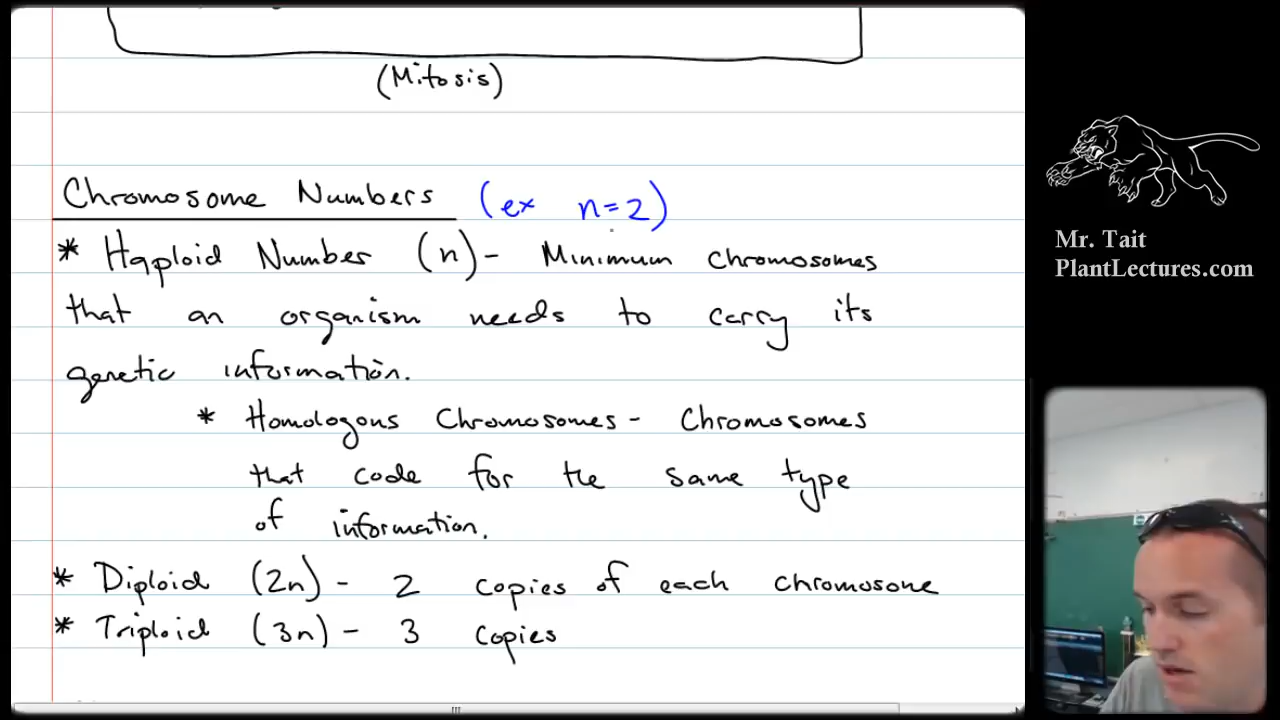 (Mitosis)
Chromosome Numbers (ex n=2)
* Haploid Number (n)- Minimum chromosomes
that an organism needs to carry its
genetic information.
* Homologous Chromosomes - Chromosomes
that code for the same type
of information.
* Diploid (2n) - 2 copies of each chromosone
* Triploid (3n) - 3 copies
Mr. Tait
PlantLectures.com